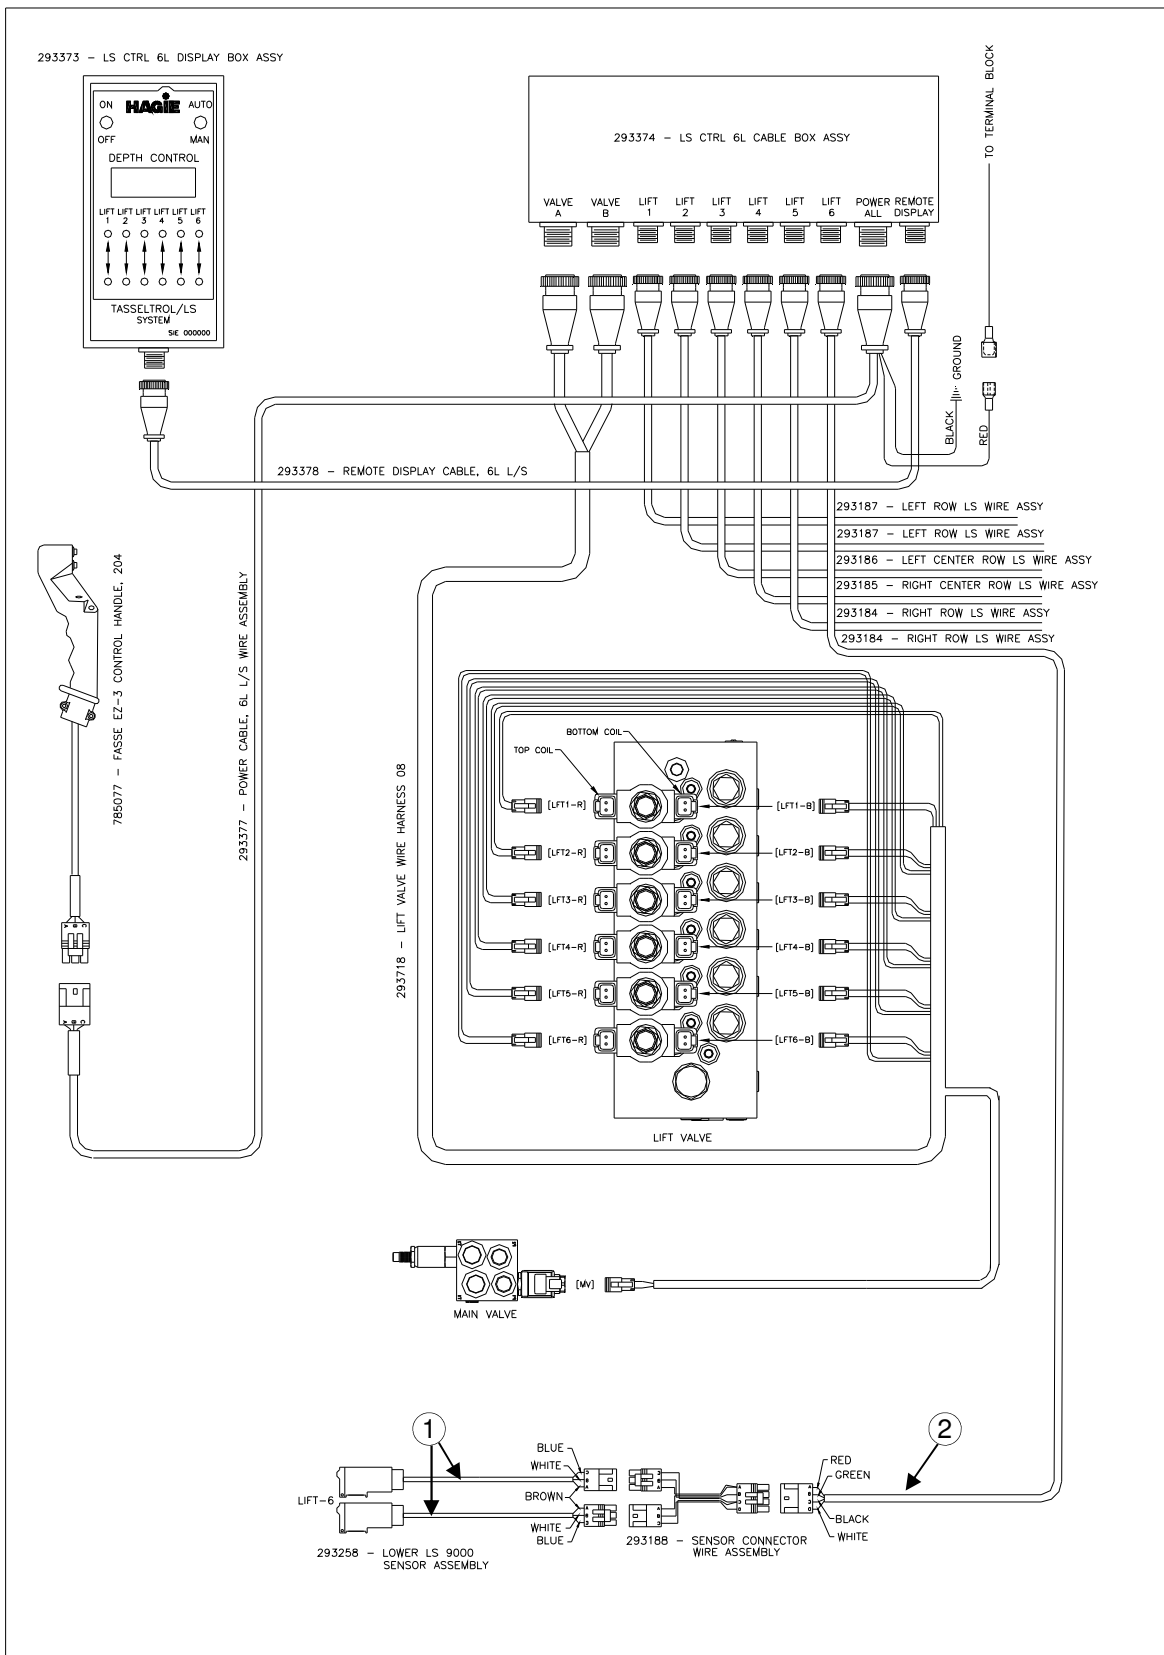 293373 - LS CTRL 6L DISPLAY BOX ASSY
ON HAGIE AUTO
OFF MAN
DEPTH CONTROL
LIFT LIFT LIFT LIFT LIFT LIFT
1 2 3 4 5 6
TASSELTROL/LS
SYSTEM
S/E 000000
293374 - LS CTRL 6L CABLE BOX ASSY
VALVE A
VALVE B
LIFT 1
LIFT 2
LIFT 3
LIFT 4
LIFT 5
LIFT 6
POWER ALL
REMOTE DISPLAY
TO TERMINAL BLOCK
GROUND
BLACK
RED
293378 - REMOTE DISPLAY CABLE, 6L L/S
293187 - LEFT ROW LS WIRE ASSY
293187 - LEFT ROW LS WIRE ASSY
293186 - LEFT CENTER ROW LS WIRE ASSY
293185 - RIGHT CENTER ROW LS WIRE ASSY
293184 - RIGHT ROW LS WIRE ASSY
293184 - RIGHT ROW LS WIRE ASSY
785077 - FASSE EZ-3 CONTROL HANDLE, 204
293377 - POWER CABLE, 6L L/S WIRE ASSEMBLY
293718 - LIFT VALVE WIRE HARNESS 08
A B C
C B A
TOP COIL
BOTTOM COIL
[LFT1-R] [LFT1-B]
[LFT2-R] [LFT2-B]
[LFT3-R] [LFT3-B]
[LFT4-R] [LFT4-B]
[LFT5-R] [LFT5-B]
[LFT6-R] [LFT6-B]
LIFT VALVE
[MV]
MAIN VALVE
1
2
BLUE
WHITE
BROWN
WHITE
BLUE
LIFT-6
293258 - LOWER LS 9000
SENSOR ASSEMBLY
293188 - SENSOR CONNECTOR
WIRE ASSEMBLY
RED
GREEN
BLACK
WHITE